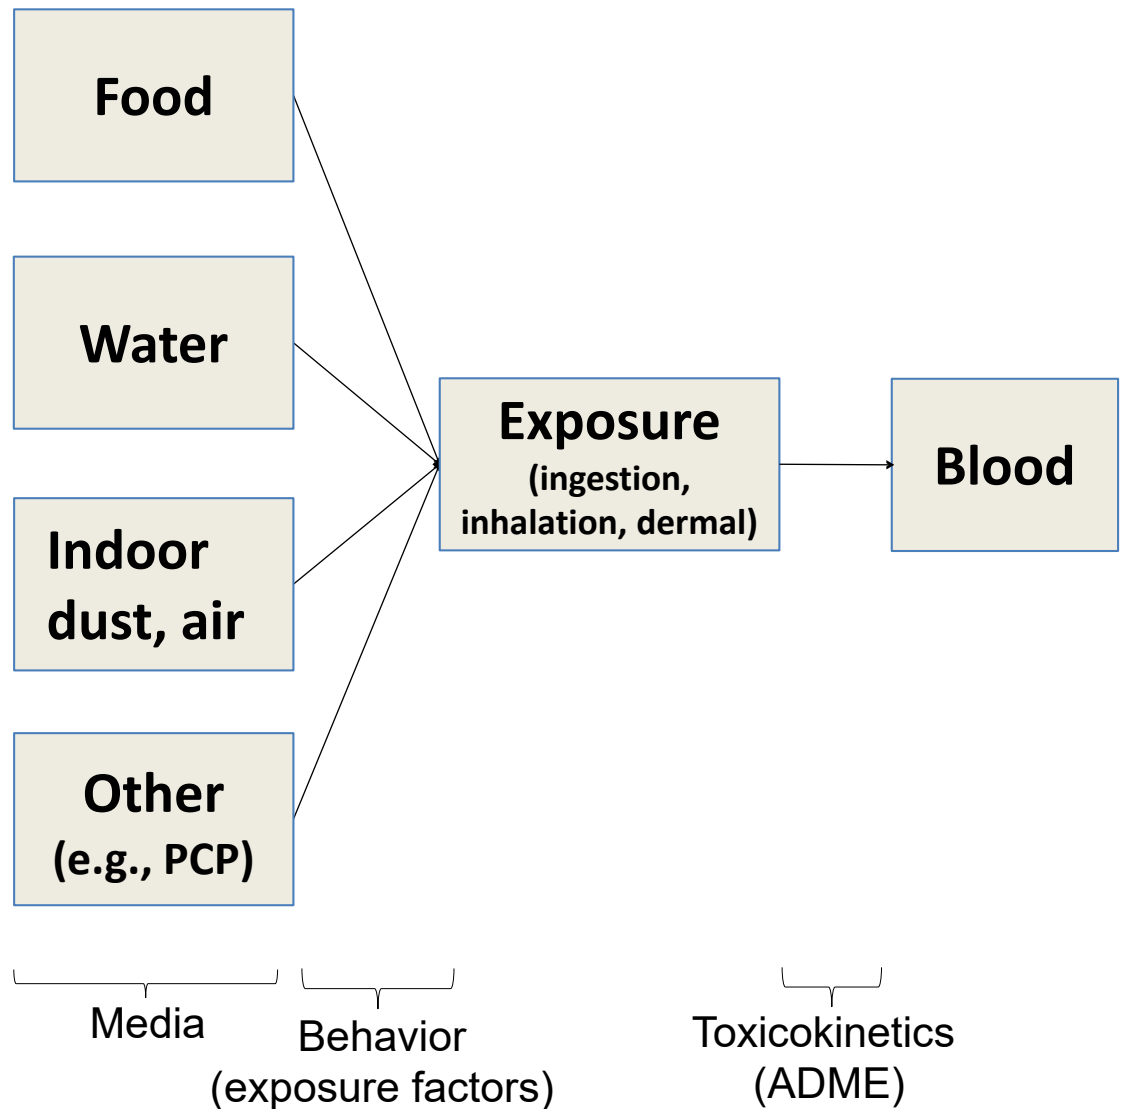 Food
Water
Indoor
dust, air
Other
(e.g., PCP)
Exposure
(ingestion,
inhalation, dermal)
Blood
Media
Behavior
(exposure factors)
Toxicokinetics
(ADME)